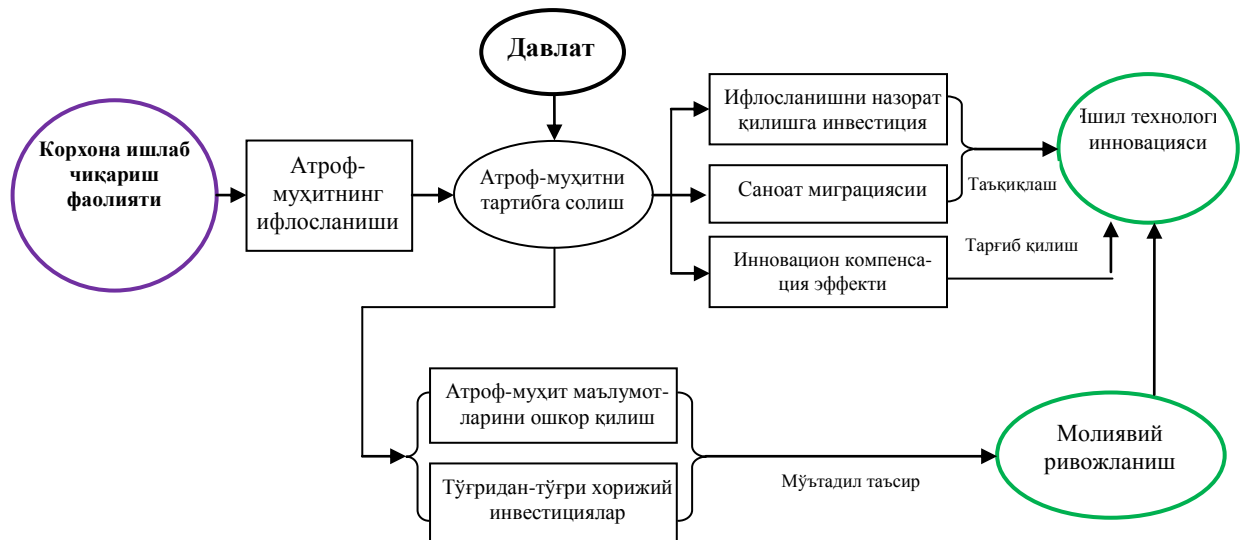 Давлат
Корхона ишлаб
чиқариш
фаолияти
Атроф-
муҳитнинг
ифлосланиши
Атроф-муҳитни
тартибга солиш
Ифлосланишни назорат
қилишга инвестиция
Саноат миграциясии
Инновацион компенса-
ция эффекти
Таъқиқлаш
Тарғиб қилиш
инновацияси
Атроф-муҳит маълумот-
ларини ошкор қилиш
Тўғридан-тўғри хорижий
инвестициялар
Мўътадил таъсир
Молиявий
ривожланиш